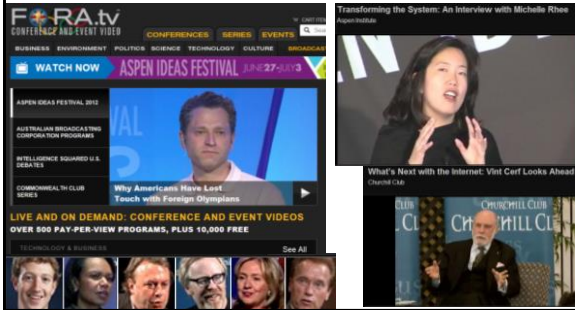 FORA.tv
CONFERENCE AND EVENT VIDEO
CONFERENCES SERIES EVENTS
BUSINESS ENVIRONMENT POLITICS SCIENCE TECHNOLOGY CULTURE BROADCAS
WATCH NOW ASPEN IDEAS FESTIVAL JUNE27-JULY3
ASPEN IDEAS FESTIVAL 2012
AUSTRALIAN BROADCASTING
CORPORATION PROGRAMS
INTELLIGENCE SQUARED U.S.
DEBATES
COMMONWEALTH CLUB
SERIES
Why Americans Have Lost
Touch with Foreign Olympians
LIVE AND ON DEMAND: CONFERENCE AND EVENT VIDEOS
OVER 500 PAY-PER-VIEW PROGRAMS, PLUS 10,000 FREE
TECHNOLOGY & BUSINESS See All
Transforming the System: An Interview with Michelle Rhee
Aspen Institute
What's Next with the Internet: Vint Cerf Looks Ahead
Churchill Club
CHURCHILL CLUB